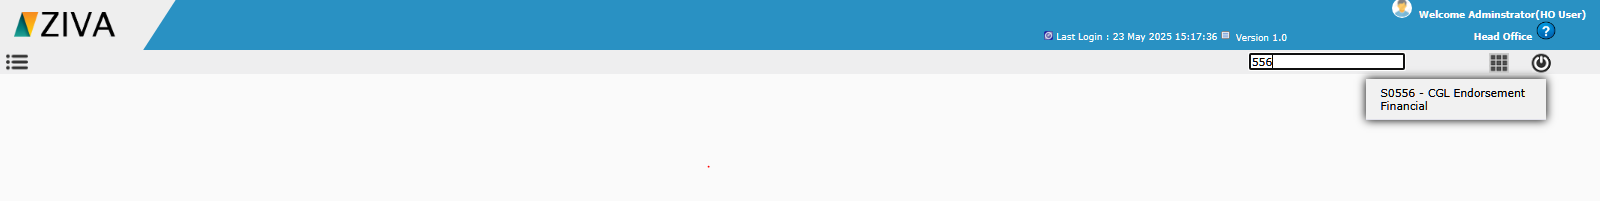 ZIVA
Welcome Adminstrator(HO User)
Last Login : 23 May 2025 15:17:36
Version 1.0
Head Office
?
556
S0556 - CGL Endorsement
Financial